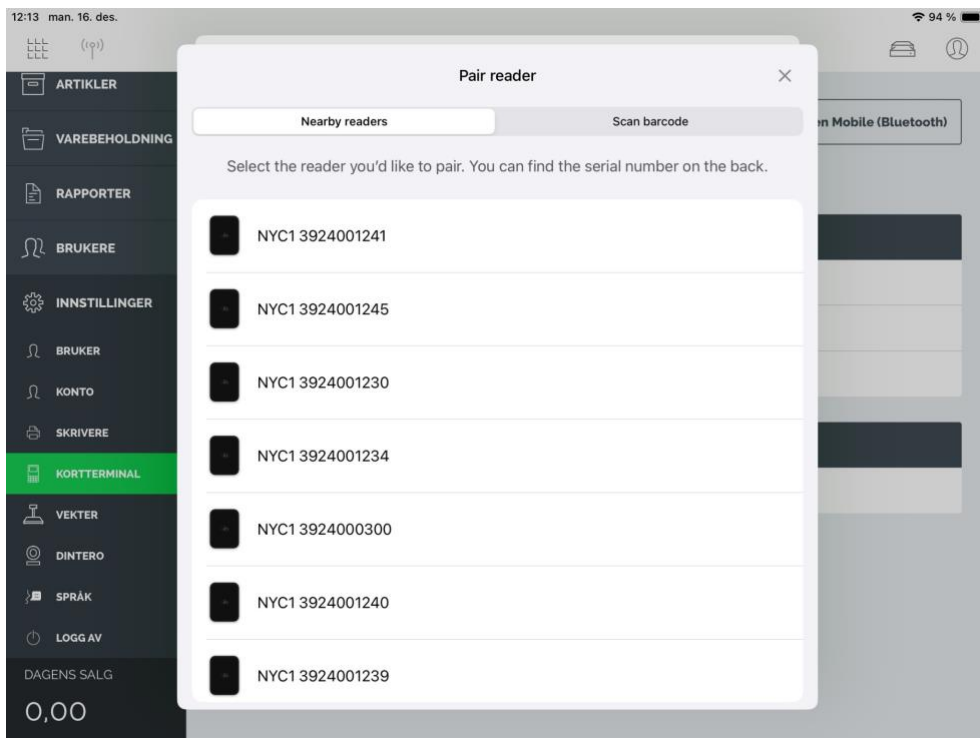 12:13 man. 16. des.
94 %
Pair reader
Nearby readers
Scan barcode
Select the reader you'd like to pair. You can find the serial number on the back.
NYC1 3924001241
NYC1 3924001245
NYC1 3924001230
NYC1 3924001234
NYC1 3924000300
NYC1 3924001240
NYC1 3924001239
ARTIKLER
VAREBEHOLDNING
RAPPORTER
BRUKERE
INNSTILLINGER
BRUKER
KONTO
SKRIVERE
KORTTERMINAL
VEKTER
DINTERO
SPRÅK
LOGG AV
DAGENS SALG
0,00
Mobile (Bluetooth)